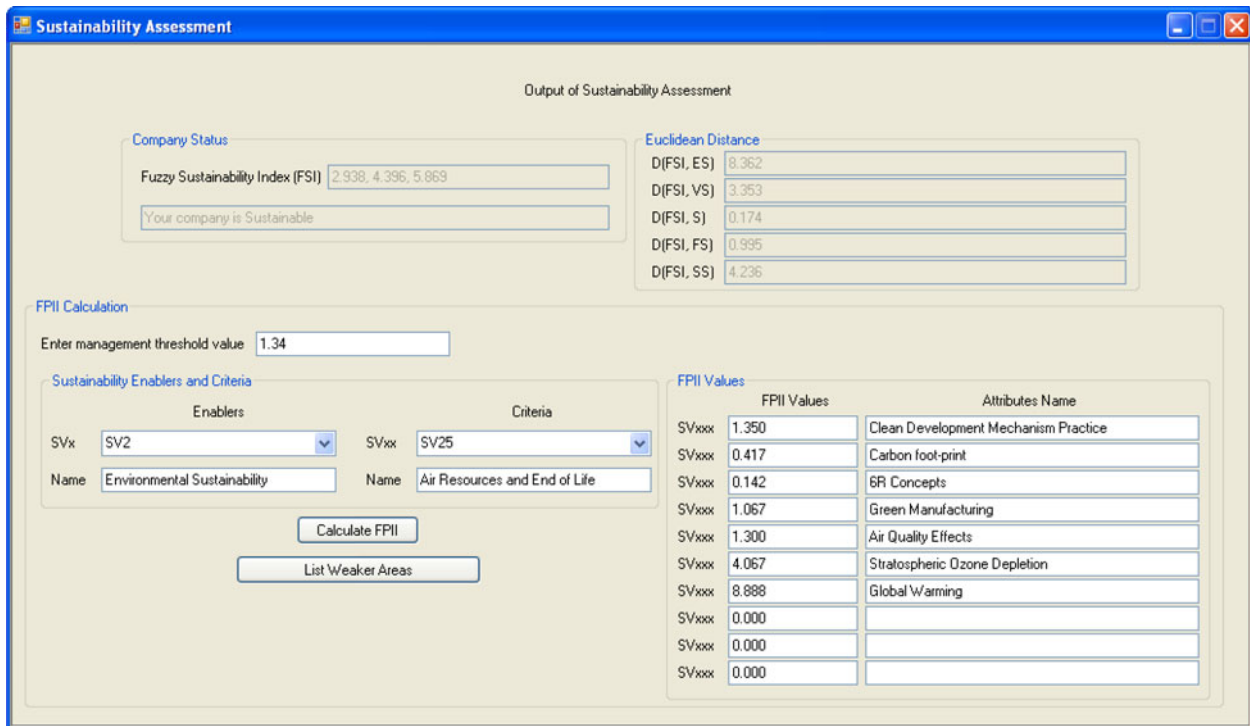 Sustainability Assessment
Output of Sustainability Assessment
Company Status
Fuzzy Sustainability Index (FSI) 2.938, 4.396, 5.869
Your company is Sustainable
Euclidean Distance
D(FSI, ES) 8.362
D(FSI, VS) 3.353
D(FSI, S) 0.174
D(FSI, FS) 0.995
D(FSI, SS) 4.236
FPII Calculation
Enter management threshold value 1.34
Sustainability Enablers and Criteria
Enablers Criteria
SVx SV2 SVxx SV25
Name Environmental Sustainability Name Air Resources and End of Life
Calculate FPII
List Weaker Areas
FPII Values
FPII Values Attributes Name
SVxxx 1.350 Clean Development Mechanism Practice
SVxxx 0.417 Carbon foot-print
SVxxx 0.142 6R Concepts
SVxxx 1.067 Green Manufacturing
SVxxx 1.300 Air Quality Effects
SVxxx 4.067 Stratospheric Ozone Depletion
SVxxx 8.888 Global Warming
SVxxx 0.000
SVxxx 0.000
SVxxx 0.000